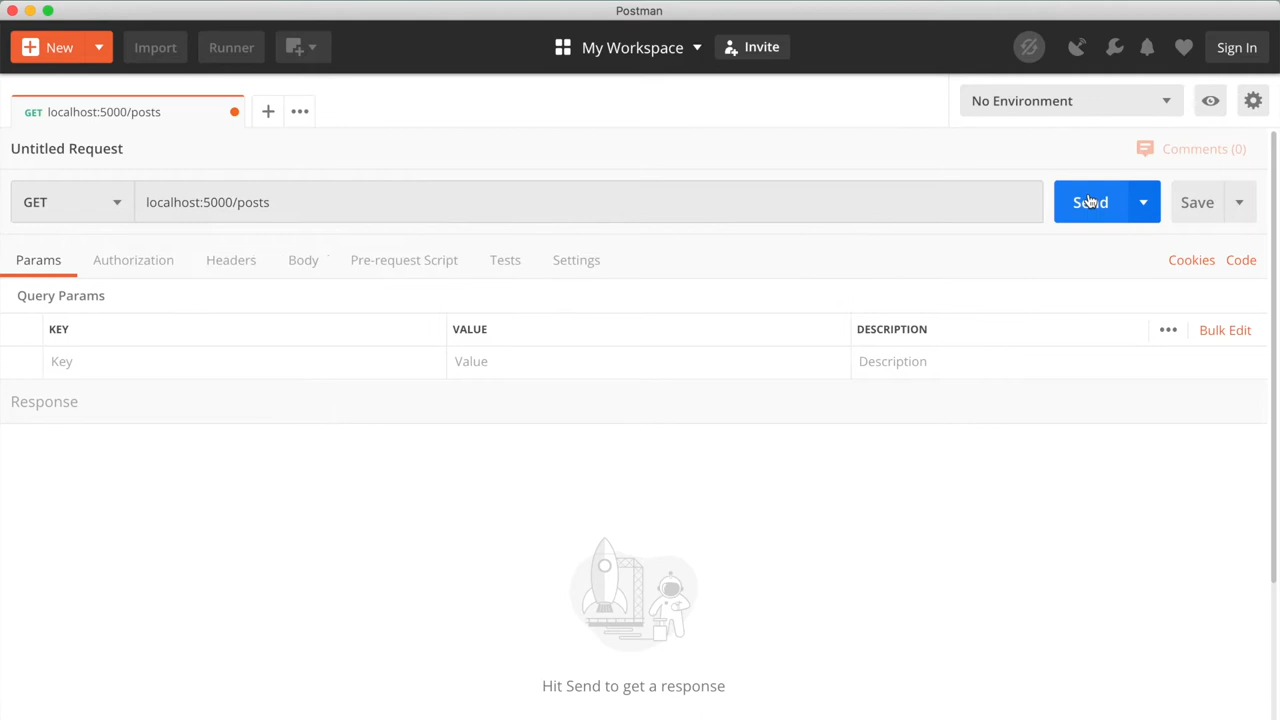 Postman
New Import Runner My Workspace Invite Sign In
GET localhost:5000/posts No Environment
Untitled Request Comments (0)
GET localhost:5000/posts Send Save
Params Authorization Headers Body Pre-request Script Tests Settings Cookies Code
Query Params
KEY VALUE DESCRIPTION Bulk Edit
Key Value Description
Response
Hit Send to get a response